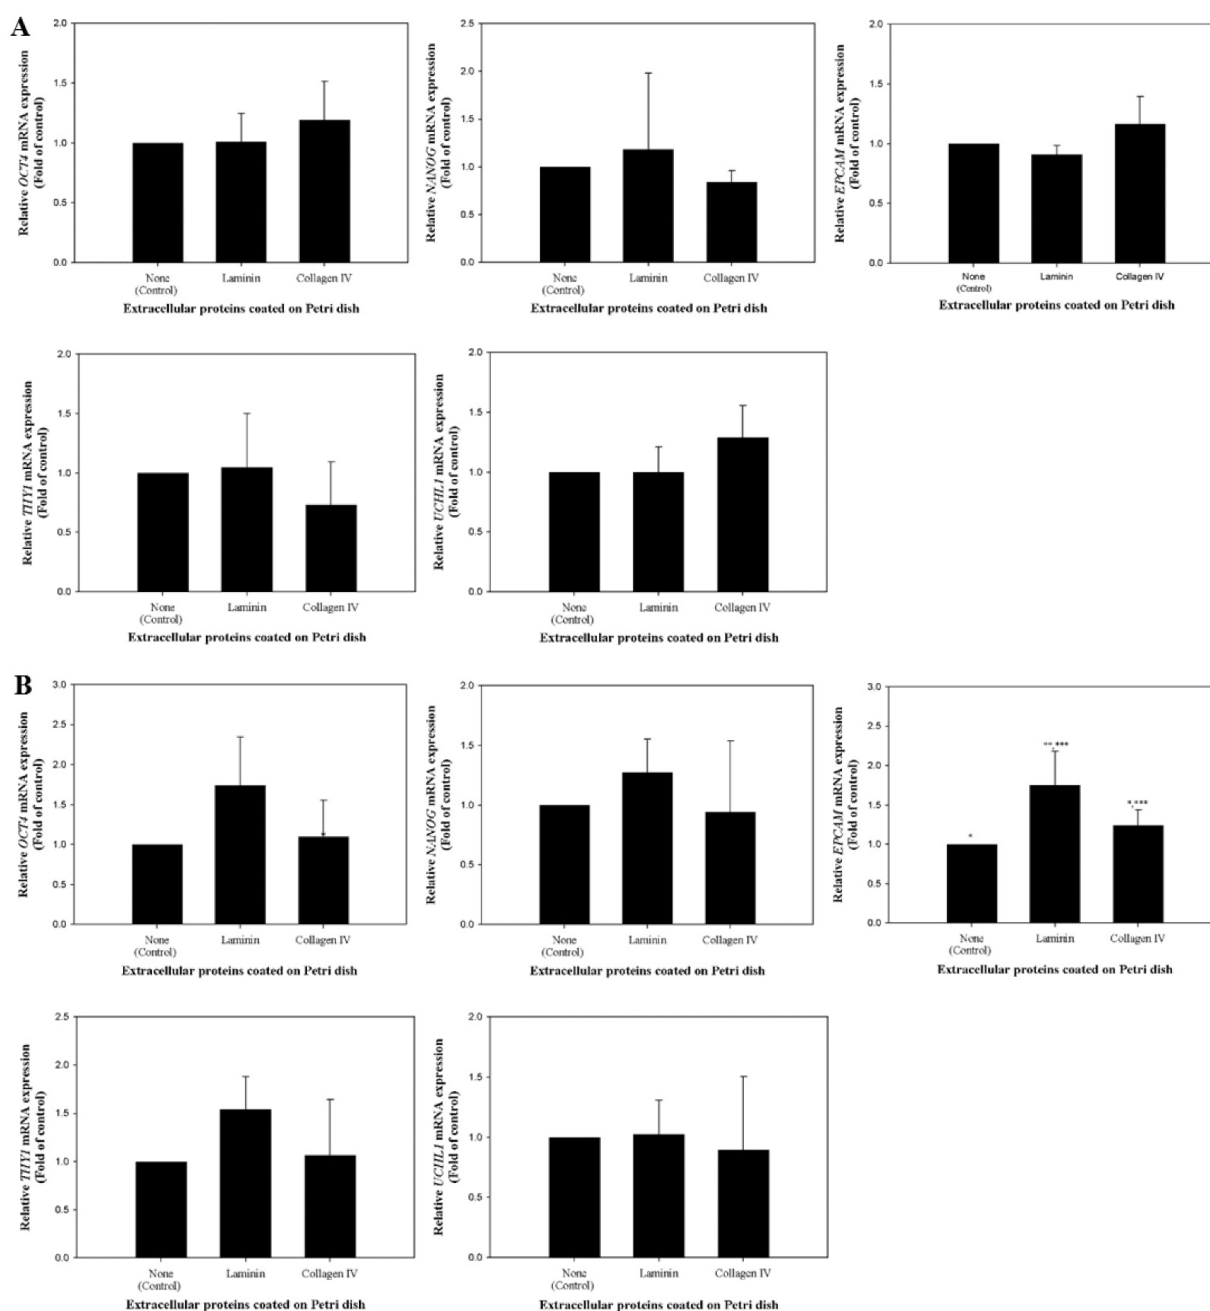 A
Relative OCT4 mRNA expression
(Fold of control)
2.0
1.5
1.0
0.5
0.0
None
(Control)
Laminin
Collagen IV
Extracellular proteins coated on Petri dish
Relative NANOG mRNA expression
(Fold of control)
2.5
2.0
1.5
1.0
0.5
0.0
None
(Control)
Laminin
Collagen IV
Extracellular proteins coated on Petri dish
Relative EPCAM mRNA expression
(Fold of control)
2.0
1.5
1.0
0.5
0.0
None
(Control)
Laminin
Collagen IV
Extracellular proteins coated on Petri dish
Relative THY1 mRNA expression
(Fold of control)
2.0
1.5
1.0
0.5
0.0
None
(Control)
Laminin
Collagen IV
Extracellular proteins coated on Petri dish
Relative UCHL1 mRNA expression
(Fold of control)
2.0
1.5
1.0
0.5
0.0
None
(Control)
Laminin
Collagen IV
Extracellular proteins coated on Petri dish
B
Relative OCT4 mRNA expression
(Fold of control)
3.0
2.5
2.0
1.5
1.0
0.5
0.0
None
(Control)
Laminin
Collagen IV
Extracellular proteins coated on Petri dish
Relative NANOG mRNA expression
(Fold of control)
2.0
1.5
1.0
0.5
0.0
None
(Control)
Laminin
Collagen IV
Extracellular proteins coated on Petri dish
Relative EPCAM mRNA expression
(Fold of control)
3.0
2.5
2.0
1.5
1.0
0.5
0.0
*
**,***
*,***
None
(Control)
Laminin
Collagen IV
Extracellular proteins coated on Petri dish
Relative THY1 mRNA expression
(Fold of control)
2.5
2.0
1.5
1.0
0.5
0.0
None
(Control)
Laminin
Collagen IV
Extracellular proteins coated on Petri dish
Relative UCHL1 mRNA expression
(Fold of control)
2.0
1.5
1.0
0.5
0.0
None
(Control)
Laminin
Collagen IV
Extracellular proteins coated on Petri dish